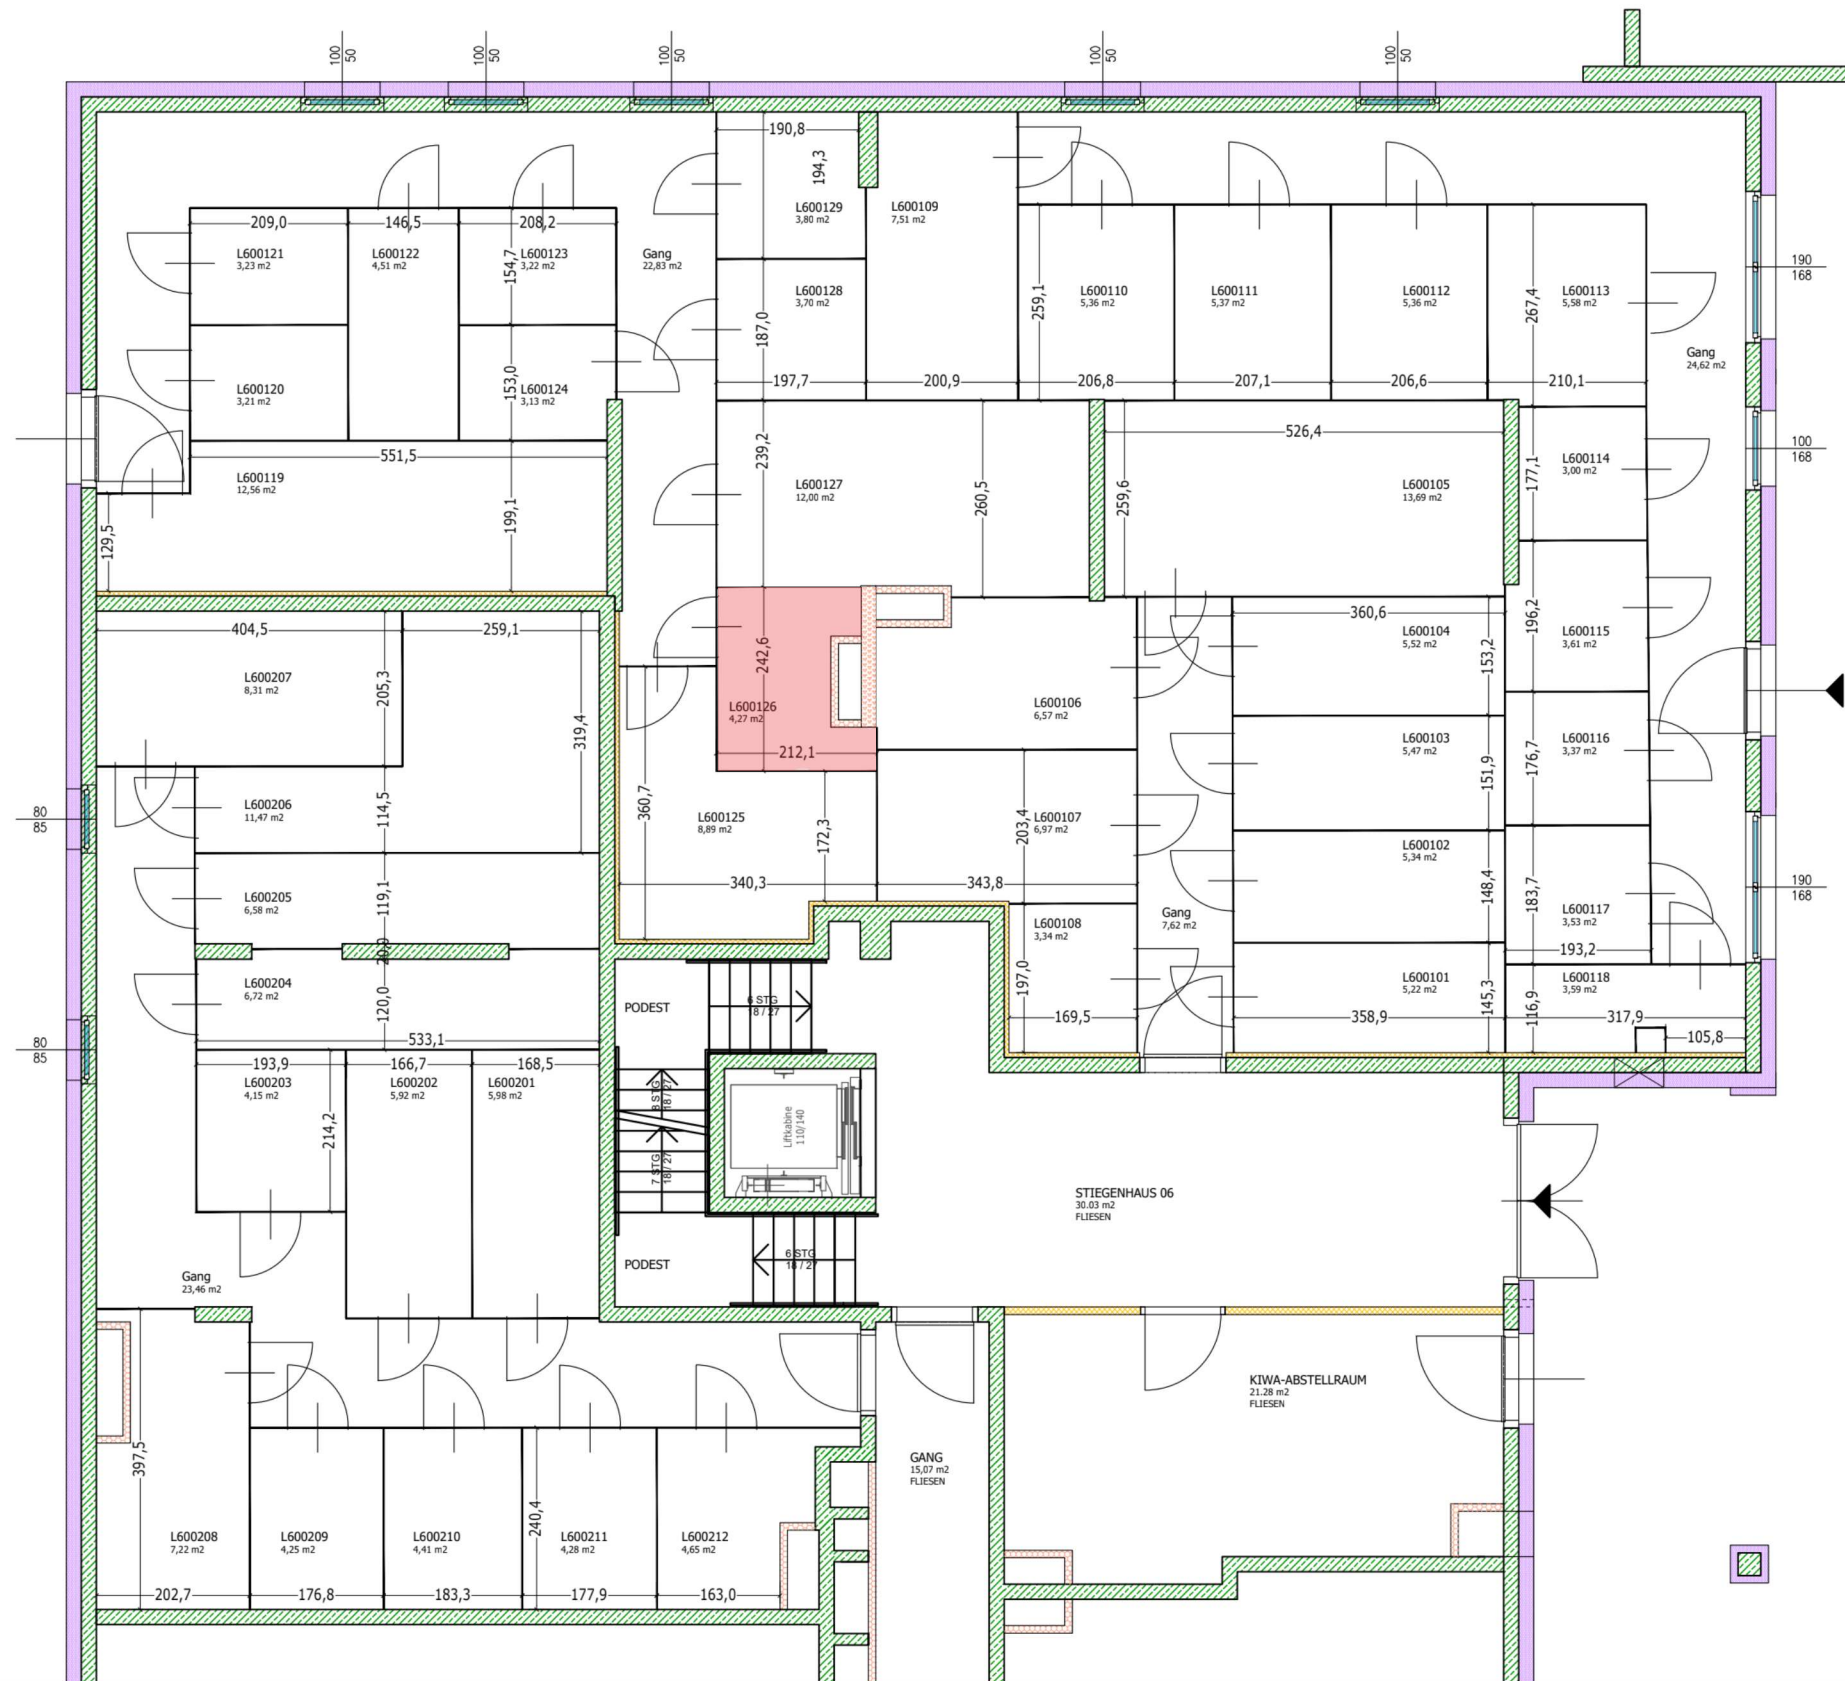 100
50
100
50
100
50
100
50
100
50
190,8
194,3
L600129
3,80 m2
L600109
7,51 m2
209,0
146,5
208,2
L600121
3,23 m2
L600122
4,51 m2
154,7
L600123
3,22 m2
Gang
22,83 m2
L600128
3,70 m2
187,0
259,1
L600110
5,36 m2
L600111
5,37 m2
L600112
5,36 m2
267,4
L600113
5,58 m2
190
168
Gang
24,62 m2
L600120
3,21 m2
153,0
L600124
3,13 m2
197,7
200,9
206,8
207,1
206,6
210,1
551,5
L600119
12,56 m2
199,1
129,5
239,2
L600127
12,00 m2
260,5
259,6
526,4
L600105
13,69 m2
177,1
L600114
3,00 m2
100
168
404,5
259,1
L600207
8,31 m2
205,3
319,4
242,6
L600126
4,27 m2
212,1
L600106
6,57 m2
360,6
L600104
5,52 m2
153,2
196,2
L600115
3,61 m2
L600103
5,47 m2
151,9
176,7
L600116
3,37 m2
80
85
L600206
11,47 m2
114,5
360,7
L600125
8,89 m2
172,3
203,4
L600107
6,97 m2
L600102
5,34 m2
148,4
340,3
343,8
183,7
L600117
3,53 m2
193,2
190
168
L600205
6,58 m2
119,1
20,9
L600108
3,34 m2
Gang
7,62 m2
197,0
169,5
L600204
6,72 m2
120,0
533,1
PODEST
6 STG
18 / 27
L600101
5,22 m2
145,3
358,9
116,9
L600118
3,59 m2
317,9
105,8
80
85
193,9
166,7
168,5
L600203
4,15 m2
L600202
5,92 m2
L600201
5,98 m2
214,2
8 STG
18 / 27
7 STG
18 / 27
Liftkabine
110/140
STIEGENHAUS 06
30.03 m2
FLIESEN
Gang
23,46 m2
PODEST
6 STG
18 / 27
KIWA-ABSTELLRAUM
21.28 m2
FLIESEN
397,5
GANG
15,07 m2
FLIESEN
L600208
7,22 m2
L600209
4,25 m2
L600210
4,41 m2
240,4
L600211
4,28 m2
L600212
4,65 m2
202,7
176,8
183,3
177,9
163,0